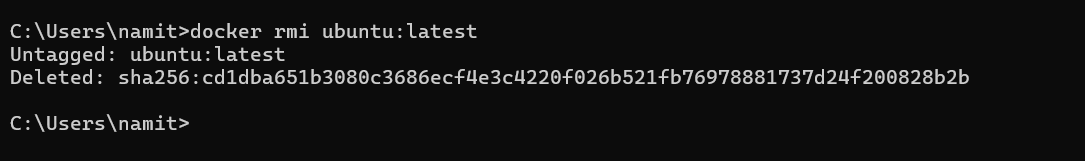 C:\Users\namit>docker rmi ubuntu:latest
Untagged: ubuntu:latest
Deleted: sha256:cd1dba651b3080c3686ecf4e3c4220f026b521fb76978881737d24f200828b2b
C:\Users\namit>